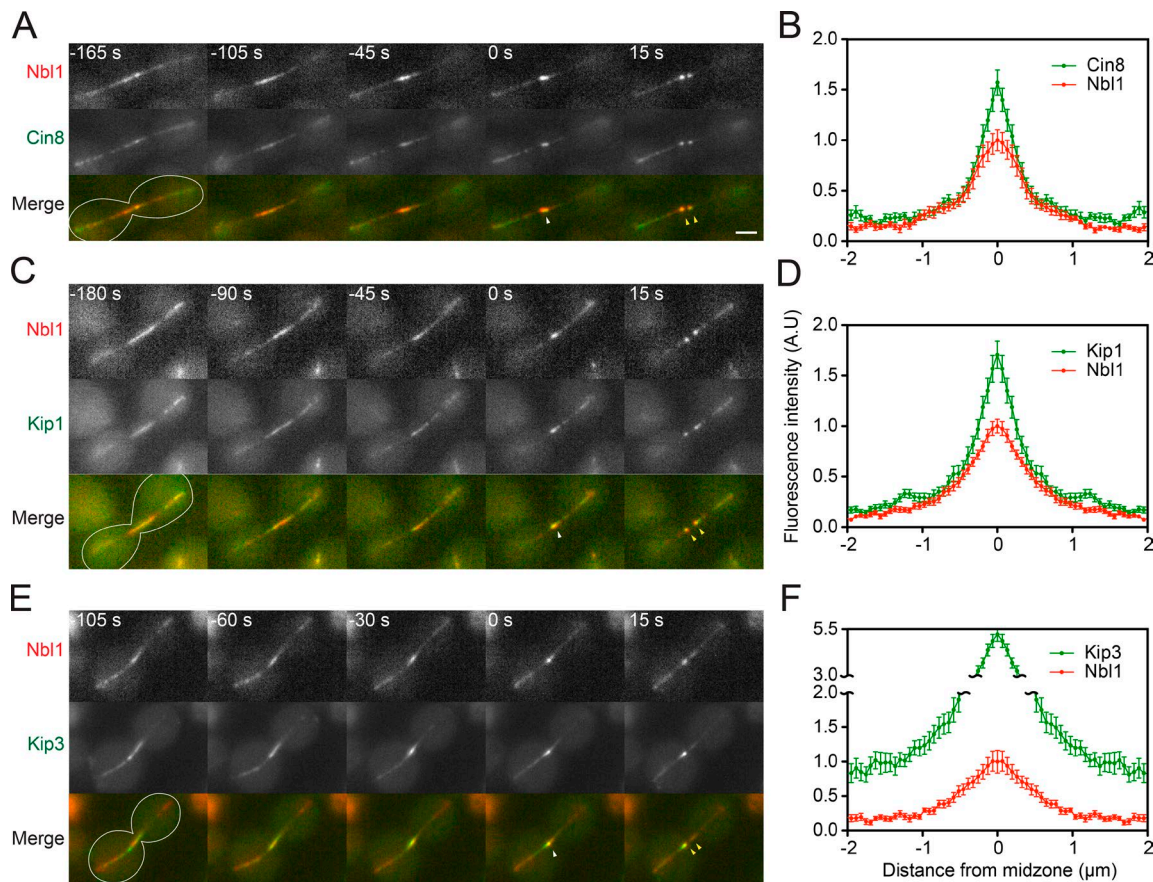 A
-165 s -105 s -45 s 0 s 15 s
Nbl1
Cin8
Merge
B
2.0
1.5
1.0
0.5
0.0
-2 -1 0 1 2
Cin8
Nbl1
C
-180 s -90 s -45 s 0 s 15 s
Nbl1
Kip1
Merge
D
Fluorescence intensity (A.U)
2.0
1.5
1.0
0.5
0.0
-2 -1 0 1 2
Kip1
Nbl1
E
-105 s -60 s -30 s 0 s 15 s
Nbl1
Kip3
Merge
F
5.5
3.0
2.0
1.5
1.0
0.5
0.0
-2 -1 0 1 2
Kip3
Nbl1
Distance from midzone (µm)